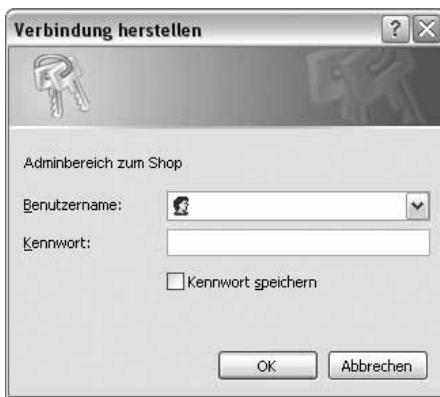 Verbindung herstellen
Adminbereich zum Shop
Benutzername:
Kennwort:
Kennwort speichern
OK Abbrechen